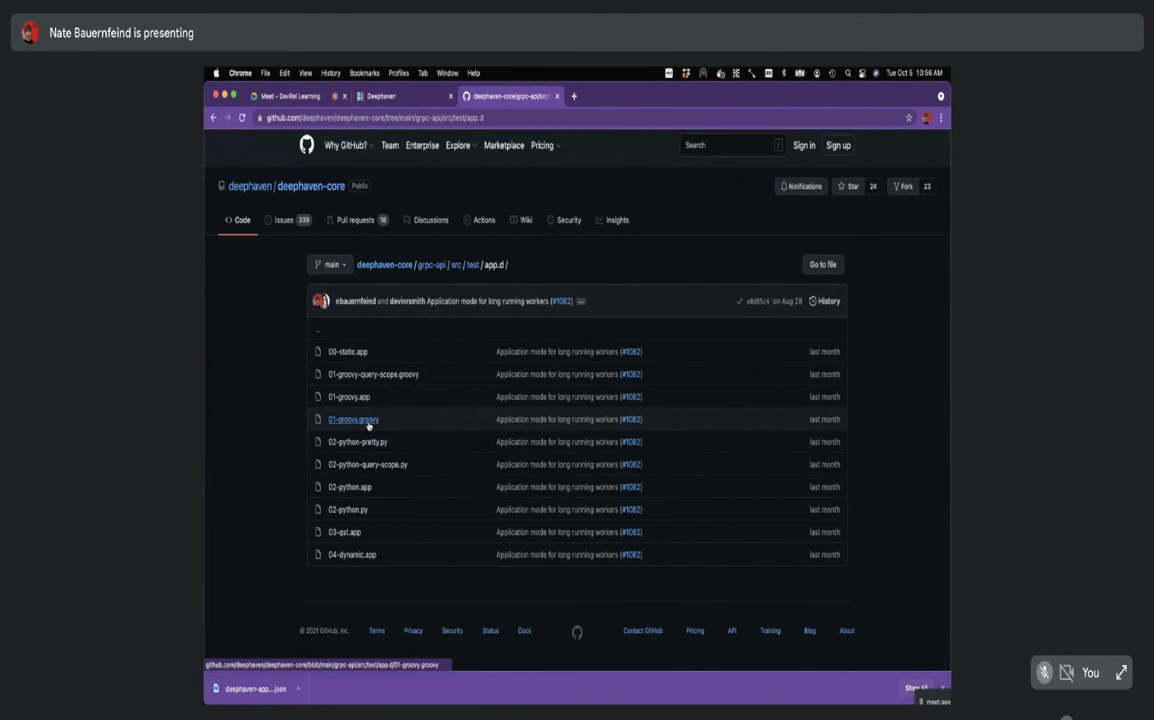 Nate Bauernfeind is presenting
Chrome File Edit View History Bookmarks Profiles Tab Window Help Tue Oct 5 10:56 AM
Meet - DevRel Learning Deephaven deephaven-core/grpc-api/src/
github.com/deephaven/deephaven-core/tree/main/grpc-api/src/test/app.d
Why GitHub? Team Enterprise Explore Marketplace Pricing Search / Sign in Sign up
deephaven / deephaven-core Public Notifications Star 24 Fork 23
Code Issues 339 Pull requests 18 Discussions Actions Wiki Security Insights
main deephaven-core / grpc-api / src / test / app.d / Go to file
nbauernfeind and devinrsmith Application mode for long running workers (#1082) on Aug 28 History
..
00-static.app Application mode for long running workers (#1082) last month
01-groovy-query-scope.groovy Application mode for long running workers (#1082) last month
01-groovy.app Application mode for long running workers (#1082) last month
01-groovy.groovy Application mode for long running workers (#1082) last month
02-python-pretty.py Application mode for long running workers (#1082) last month
02-python-query-scope.py Application mode for long running workers (#1082) last month
02-python.app Application mode for long running workers (#1082) last month
02-python.py Application mode for long running workers (#1082) last month
03-qst.app Application mode for long running workers (#1082) last month
04-dynamic.app Application mode for long running workers (#1082) last month
© 2021 GitHub, Inc. Terms Privacy Security Status Docs Contact GitHub Pricing API Training Blog About
github.com/deephaven/deephaven-core/blob/main/grpc-api/src/test/app.d/01-groovy.groovy
deephaven-app....json Show All
meet.goo
You